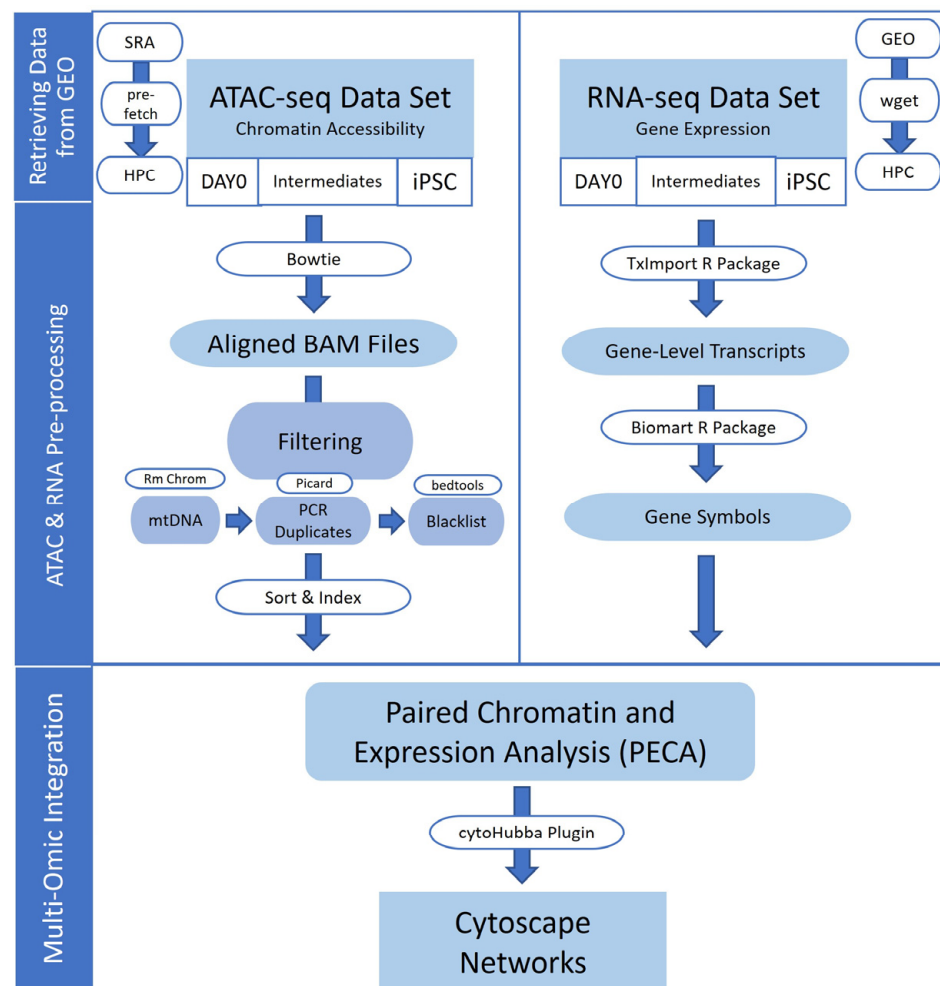 Retrieving Data
from GEO
SRA
pre-
fetch
HPC
ATAC-seq Data Set
Chromatin Accessibility
DAY0
Intermediates
iPSC
RNA-seq Data Set
Gene Expression
DAY0
Intermediates
iPSC
GEO
wget
HPC
ATAC & RNA Pre-processing
Bowtie
Aligned BAM Files
Filtering
Rm Chrom
mtDNA
Picard
PCR
Duplicates
bedtools
Blacklist
Sort & Index
TxImport R Package
Gene-Level Transcripts
Biomart R Package
Gene Symbols
Multi-Omic Integration
Paired Chromatin and
Expression Analysis (PECA)
cytoHubba Plugin
Cytoscape
Networks